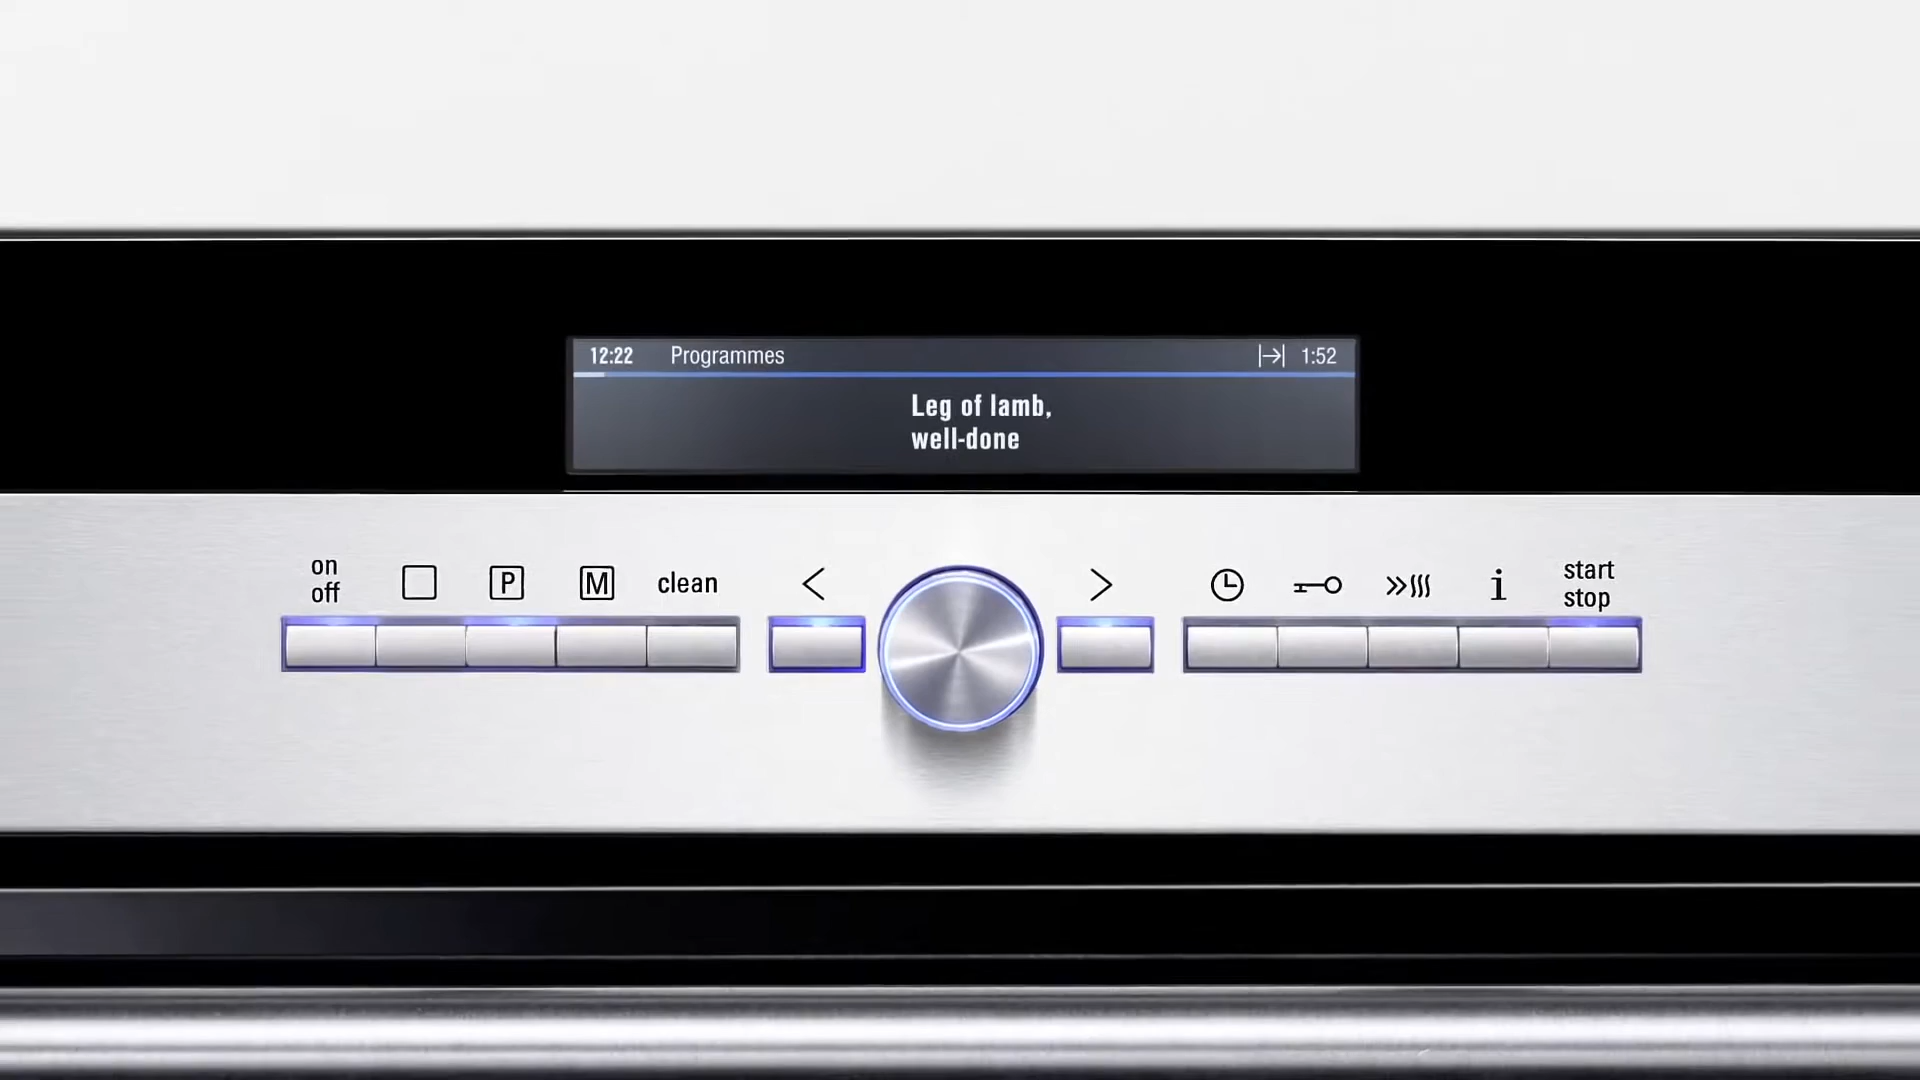 12:22 Programmes 1:52
Leg of lamb,
well-done
on
off
P
M
clean
<
>
i
start
stop